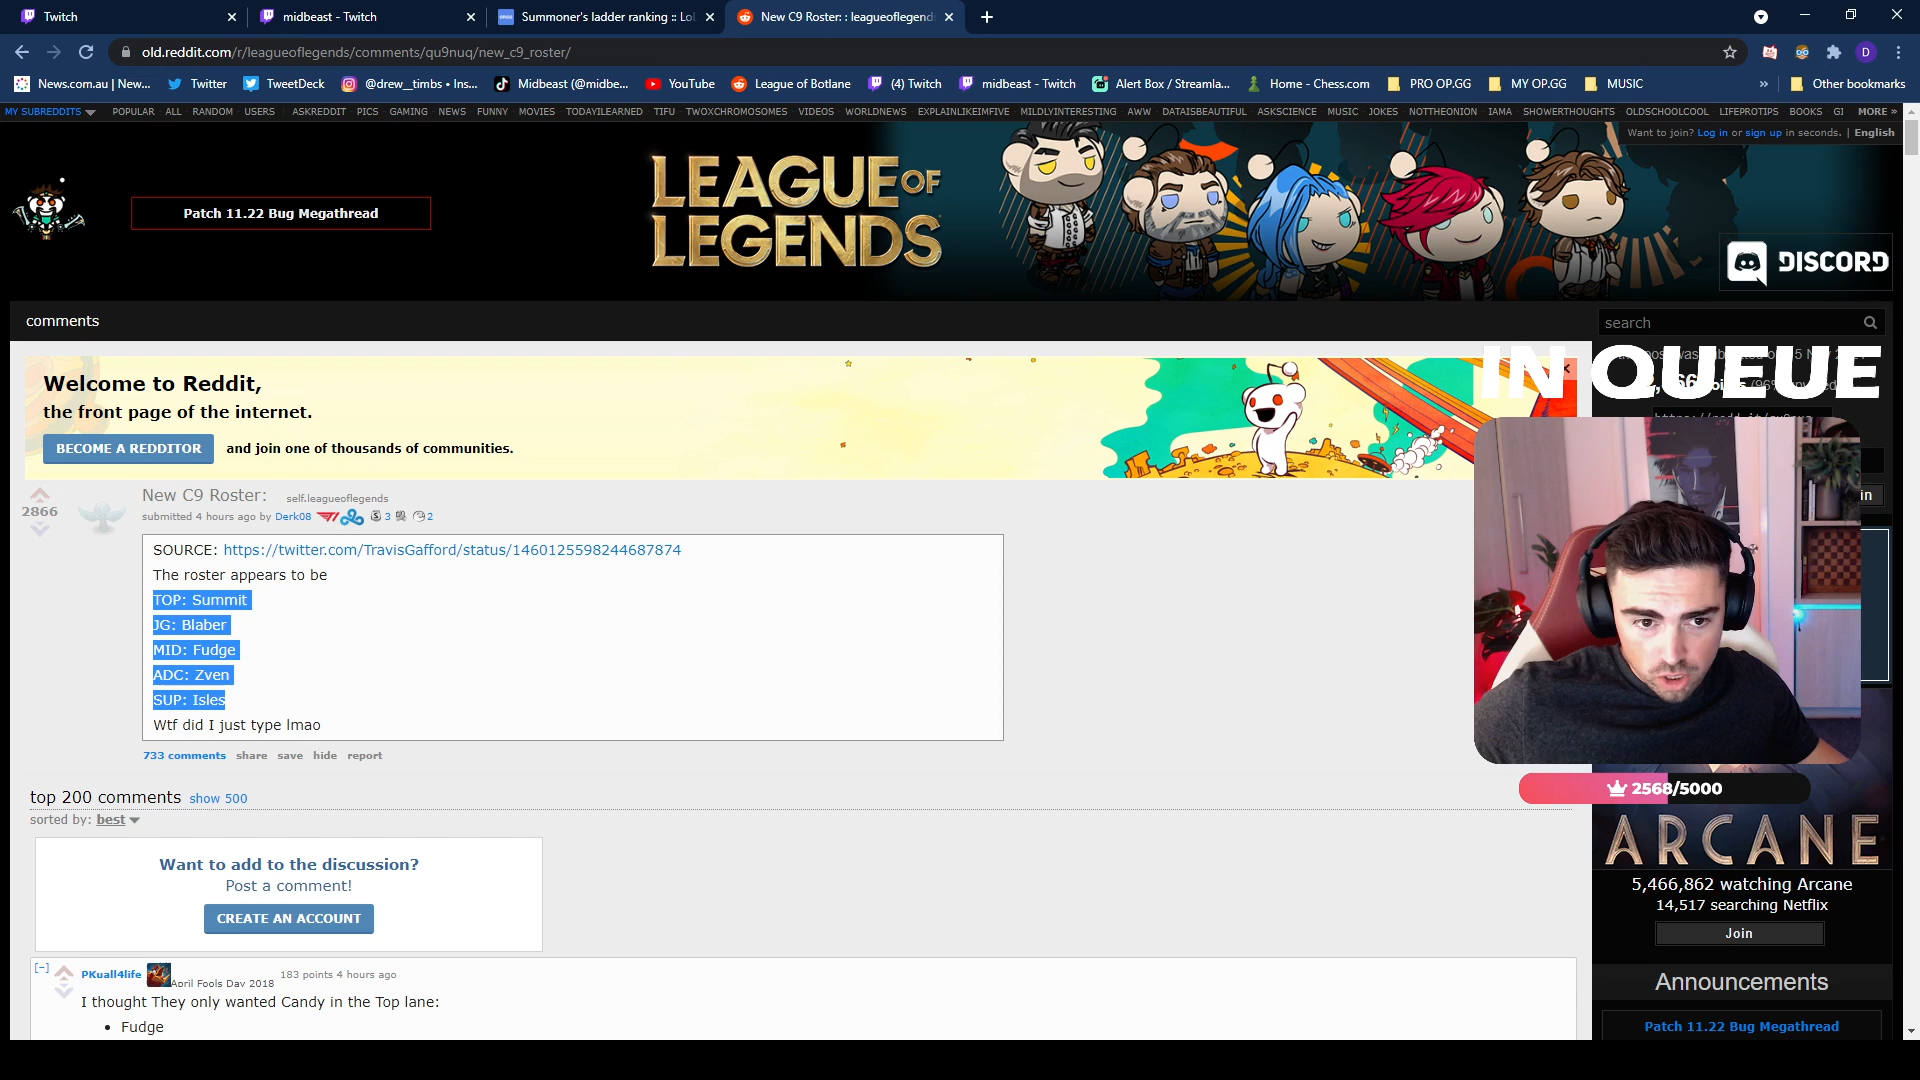 Twitch
midbeast - Twitch
Summoner's ladder ranking :: Lo
New C9 Roster: : leagueoflegend
old.reddit.com/r/leagueoflegends/comments/qu9nuq/new_c9_roster/
D
News.com.au | New...
Twitter
TweetDeck
@drew__timbs • Ins...
Midbeast (@midbe...
YouTube
League of Botlane
(4) Twitch
midbeast - Twitch
Alert Box / Streamla...
Home - Chess.com
PRO OP.GG
MY OP.GG
MUSIC
»
Other bookmarks
MY SUBREDDITS POPULAR ALL RANDOM USERS ASKREDDIT PICS GAMING NEWS FUNNY MOVIES TODAYILEARNED TIFU TWOXCHROMOSOMES VIDEOS WORLDNEWS EXPLAINLIKEIMFIVE MILDLYINTERESTING AWW DATAISBEAUTIFUL ASKSCIENCE MUSIC JOKES NOTTHEONION IAMA SHOWERTHOUGHTS OLDSCHOOLCOOL LIFEPROTIPS BOOKS GI MORE »
Want to join? Log in or sign up in seconds. | English
Patch 11.22 Bug Megathread
LEAGUE OF
LEGENDS
DISCORD
comments
search
IN QUEUE
Welcome to Reddit,
the front page of the internet.
BECOME A REDDITOR and join one of thousands of communities.
2866
New C9 Roster: self.leagueoflegends
submitted 4 hours ago by Derk08 3 2
SOURCE: https://twitter.com/TravisGafford/status/1460125598244687874
The roster appears to be
TOP: Summit
JG: Blaber
MID: Fudge
ADC: Zven
SUP: Isles
Wtf did I just type lmao
733 comments share save hide report
in
2568/5000
top 200 comments show 500
sorted by: best
Want to add to the discussion?
Post a comment!
CREATE AN ACCOUNT
ARCANE
5,466,862 watching Arcane
14,517 searching Netflix
Join
Announcements
Patch 11.22 Bug Megathread
[–] PKuall4life April Fools Day 2018 183 points 4 hours ago
I thought They only wanted Candy in the Top lane:
• Fudge